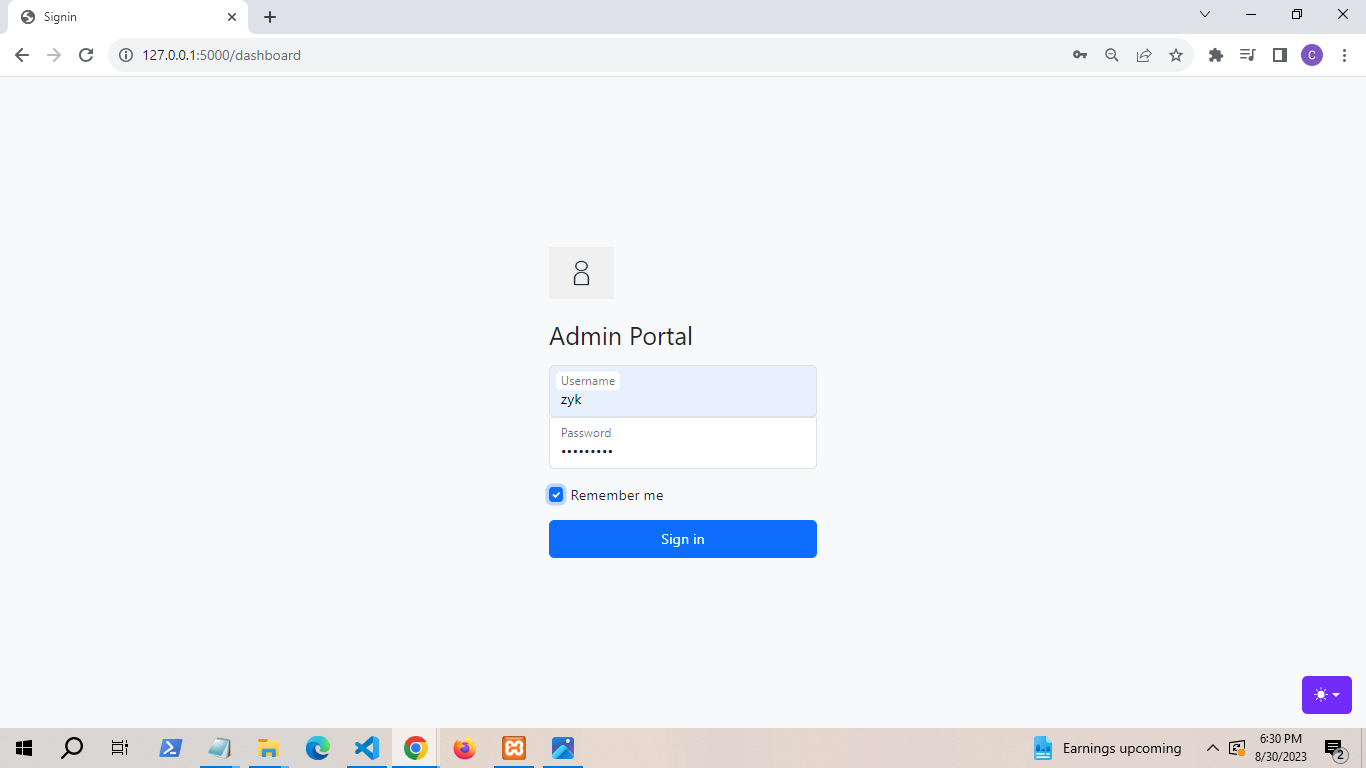 Signin
127.0.0.1:5000/dashboard
C
Admin Portal
Username
zyk
Password
•••••••••
Remember me
Sign in
Earnings upcoming
6:30 PM
8/30/2023
2